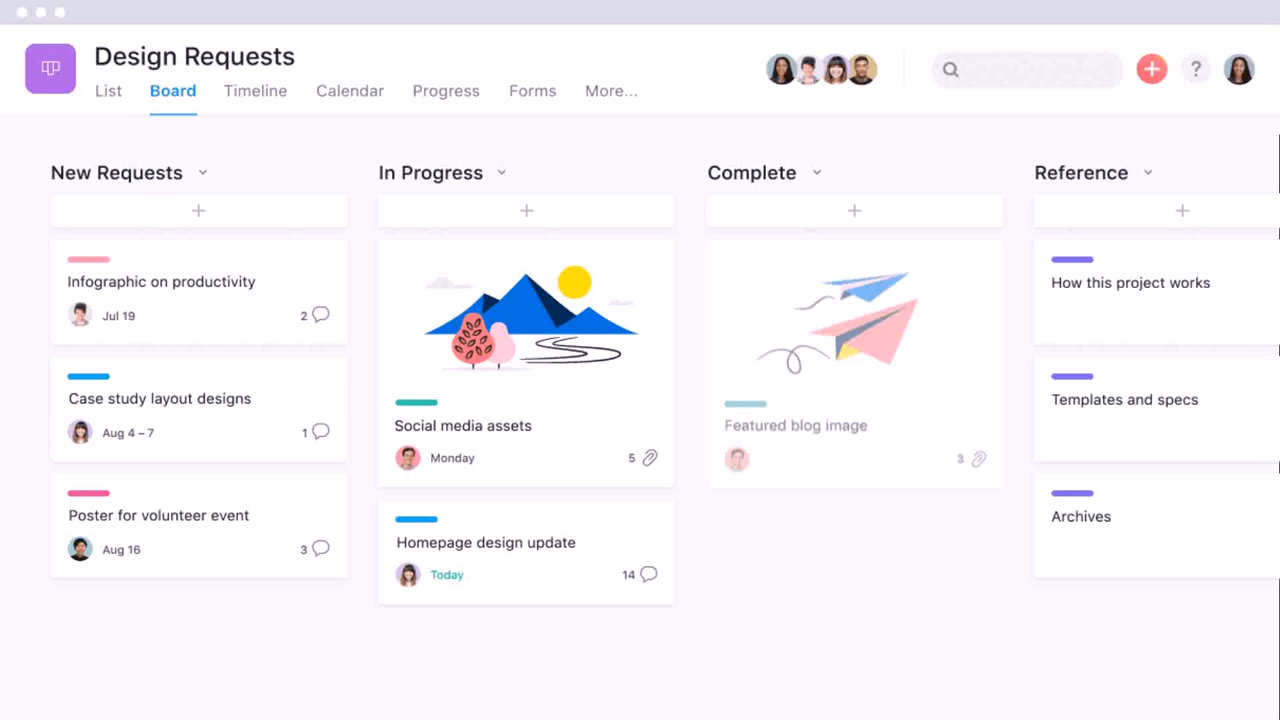 Design Requests
List Board Timeline Calendar Progress Forms More...
?
New Requests
In Progress
Complete
Reference
Infographic on productivity
Jul 19 2
Case study layout designs
Aug 4 – 7 1
Poster for volunteer event
Aug 16 3
Social media assets
Monday 5
Homepage design update
Today 14
Featured blog image
3
How this project works
Templates and specs
Archives